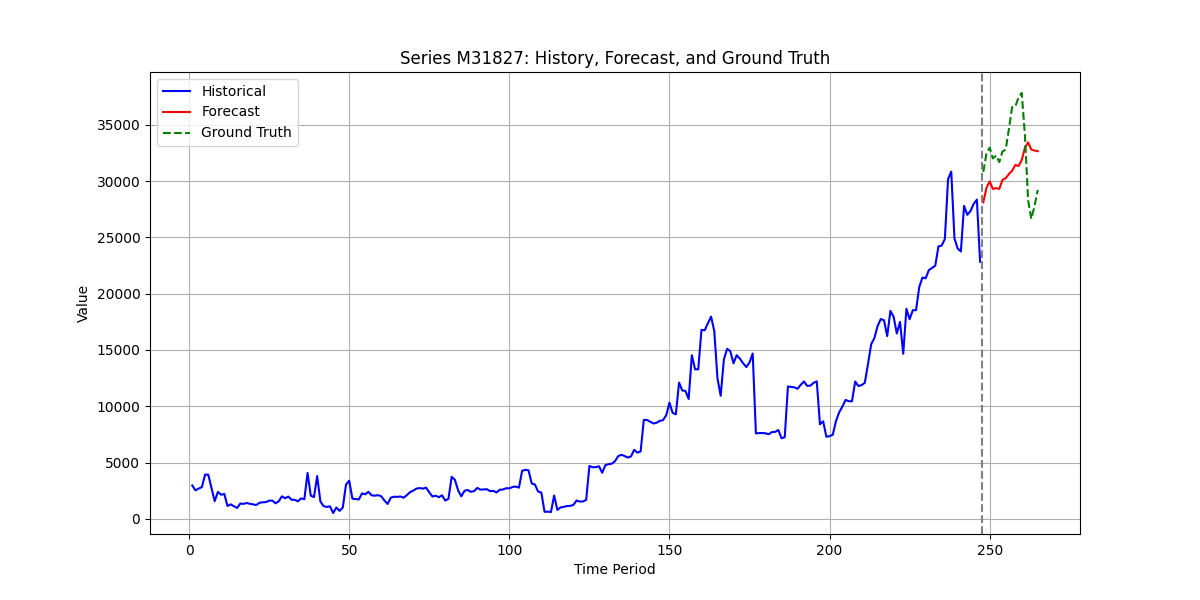 Series M31827: History, Forecast, and Ground Truth
Historical
Forecast
Ground Truth
35000
30000
25000
20000
15000
10000
5000
0
Value
0 50 100 150 200 250
Time Period